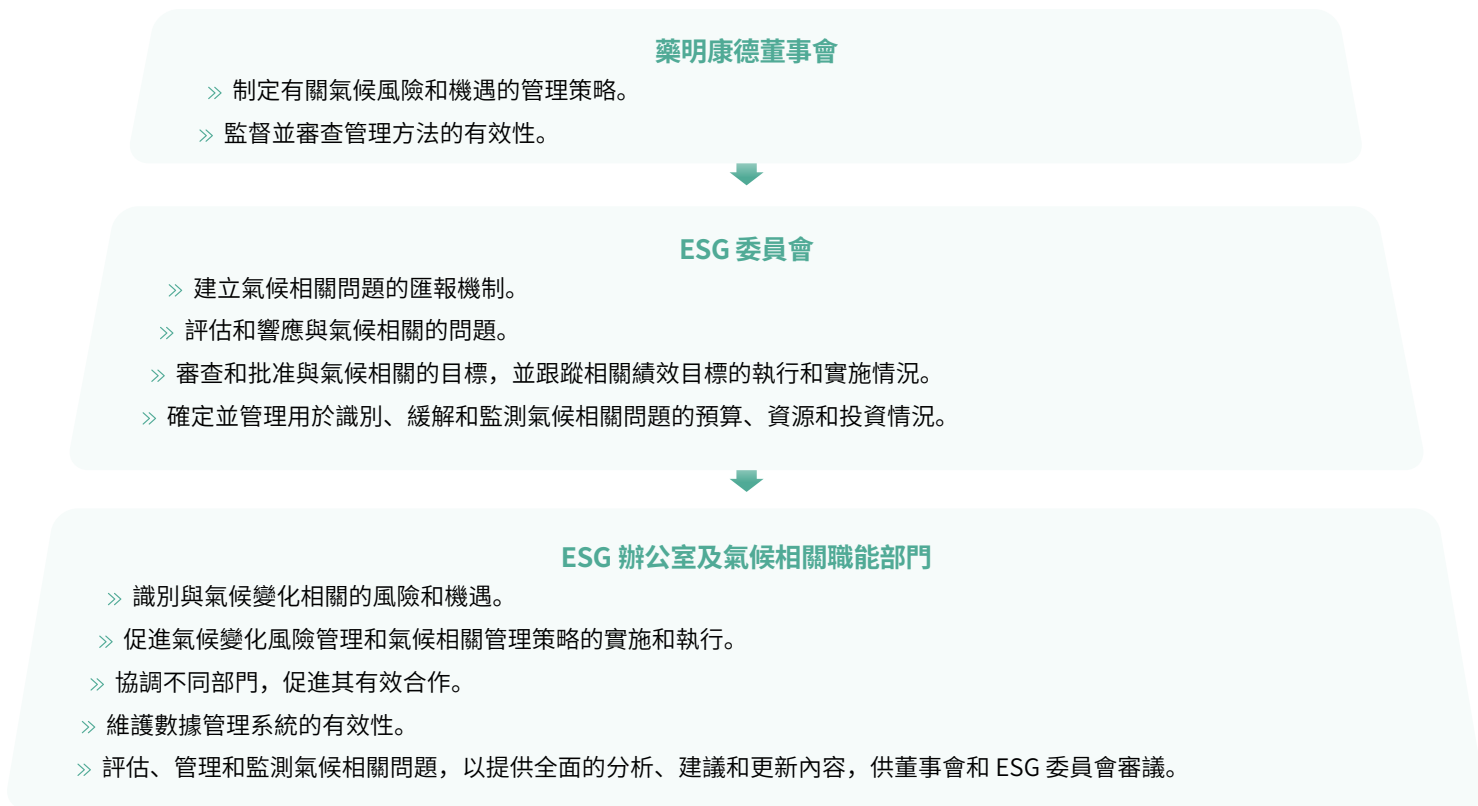 藥明康德董事會
» 制定有關氣候風險和機遇的管理策略。
» 監督並審查管理方法的有效性。
ESG 委員會
» 建立氣候相關問題的匯報機制。
» 評估和響應與氣候相關的問題。
» 審查和批准與氣候相關的目標，並跟蹤相關績效目標的執行和實施情況。
» 確定並管理用於識別、緩解和監測氣候相關問題的預算、資源和投資情況。
ESG 辦公室及氣候相關職能部門
» 識別與氣候變化相關的風險和機遇。
» 促進氣候變化風險管理和氣候相關管理策略的實施和執行。
» 協調不同部門，促進其有效合作。
» 維護數據管理系統的有效性。
» 評估、管理和監測氣候相關問題，以提供全面的分析、建議和更新內容，供董事會和 ESG 委員會審議。